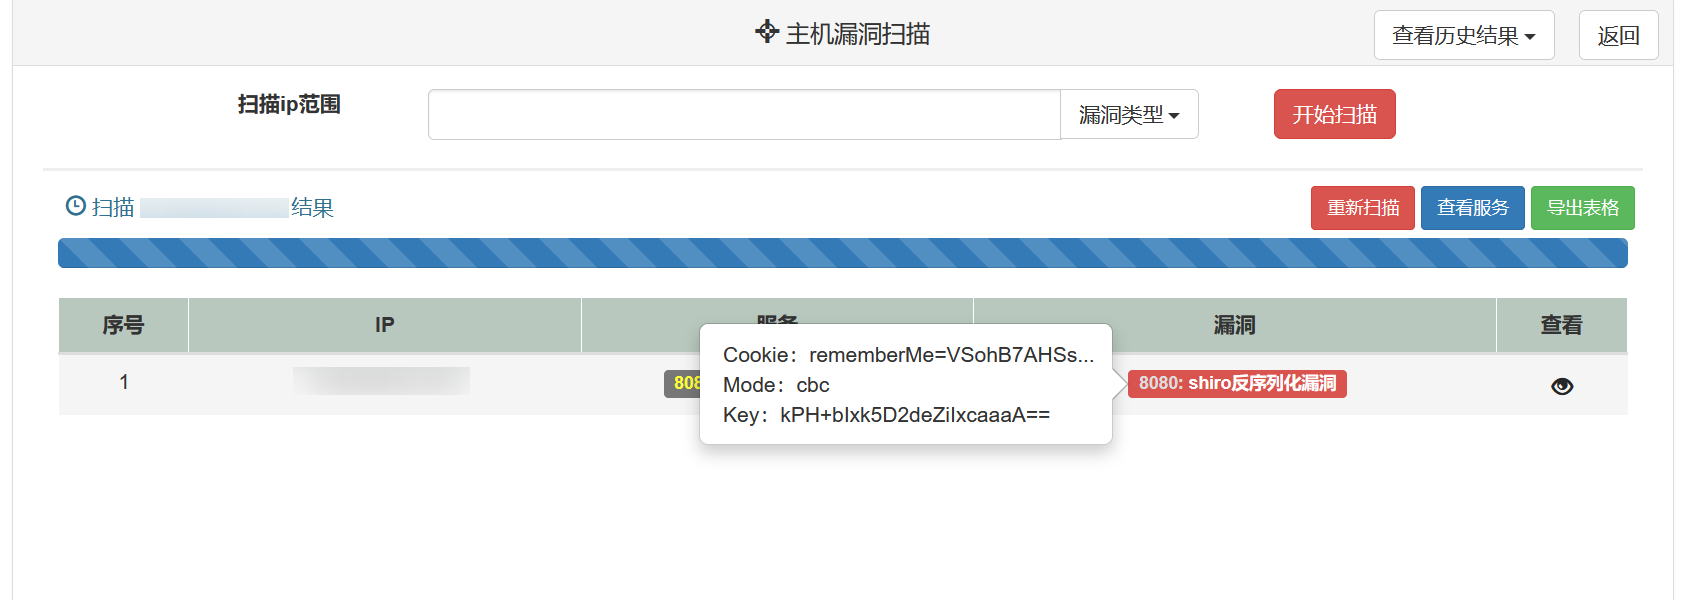 主机漏洞扫描
查看历史结果
返回
扫描ip范围
漏洞类型
开始扫描
扫描 结果
重新扫描
查看服务
导出表格
序号 IP 服务 漏洞 查看
1
8080: shiro反序列化漏洞
Cookie：rememberMe=VSohB7AHSs...
Mode：cbc
Key：kPH+bIxk5D2deZiIxcaaaA==